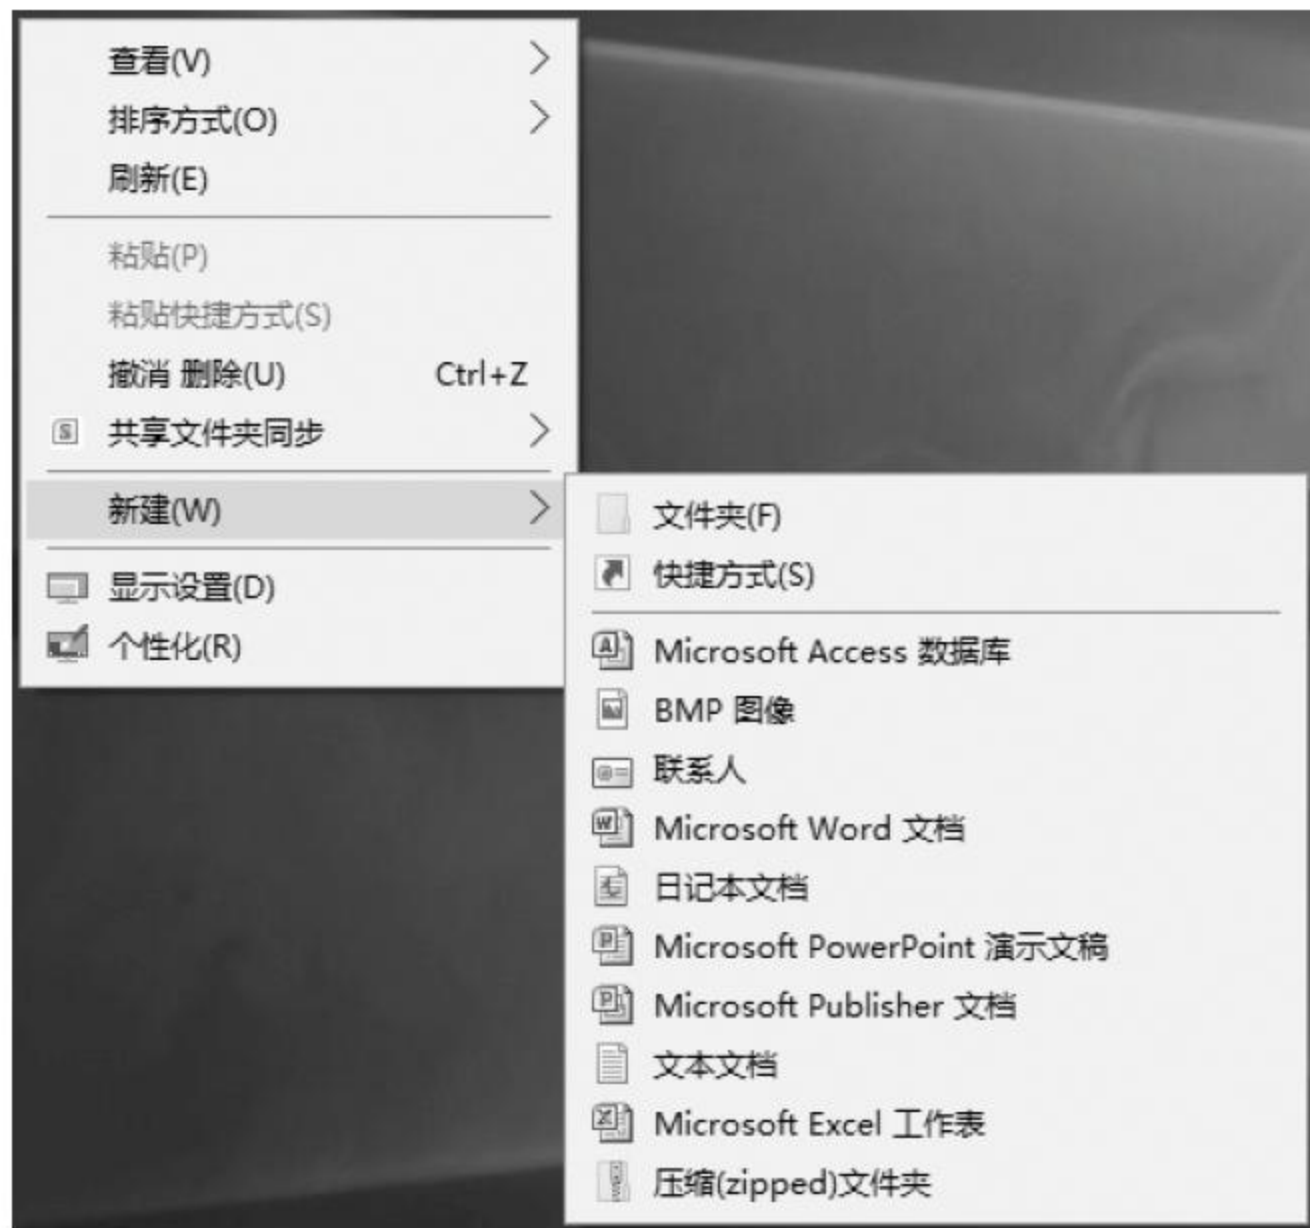 查看(V)
排序方式(O)
刷新(E)
粘贴(P)
粘贴快捷方式(S)
撤消 删除(U) Ctrl+Z
共享文件夹同步
新建(W)
显示设置(D)
个性化(R)
文件夹(F)
快捷方式(S)
Microsoft Access 数据库
BMP 图像
联系人
Microsoft Word 文档
日记本文档
Microsoft PowerPoint 演示文稿
Microsoft Publisher 文档
文本文档
Microsoft Excel 工作表
压缩(zipped)文件夹